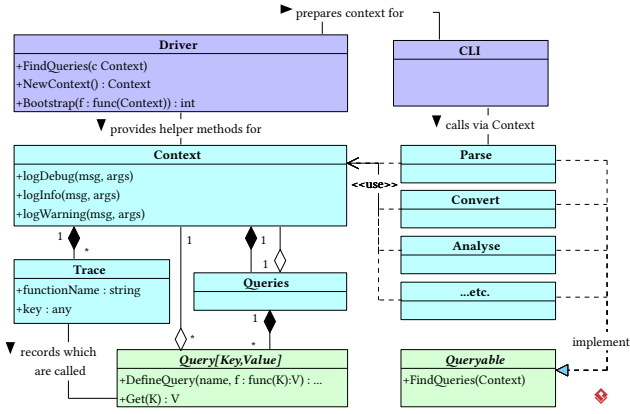 prepares context for
Driver
+FindQueries(c Context)
+NewContext() : Context
+Bootstrap(f : func(Context)) : int
CLI
provides helper methods for
calls via Context
Context
+logDebug(msg, args)
+logInfo(msg, args)
+logWarning(msg, args)
<<use>>
Parse
Convert
Analyse
...etc.
1
*
1
1
1
Trace
+functionName : string
+key : any
Queries
1
*
*
records which
are called
Query[Key,Value]
+DefineQuery(name, f : func(K):V) : ...
+Get(K) : V
Queryable
+FindQueries(Context)
implement